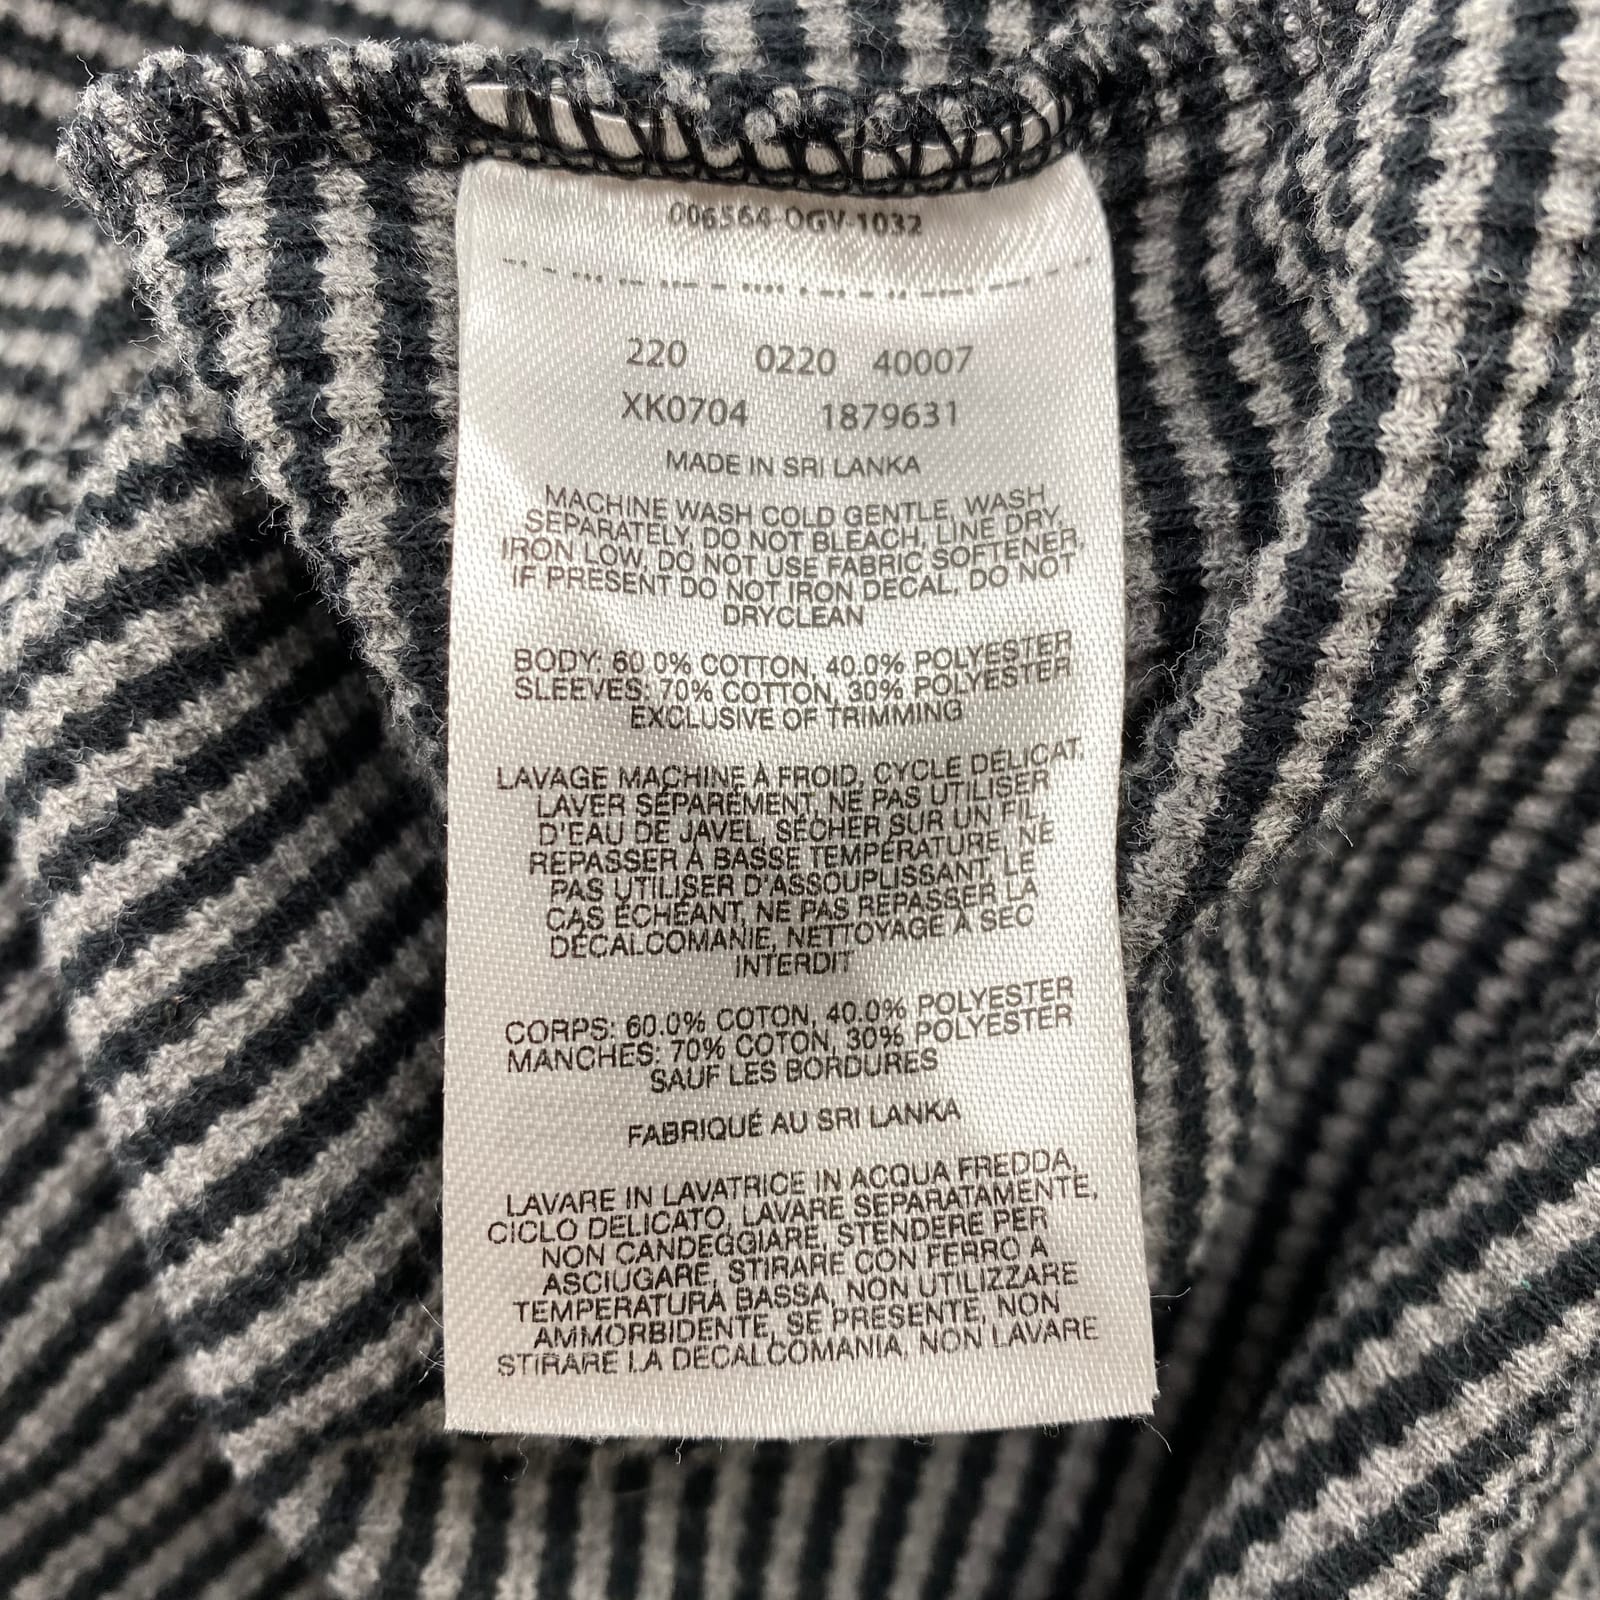 006564-OGV-1032
220 0220 40007
XK0704 1879631
MADE IN SRI LANKA
MACHINE WASH COLD GENTLE, WASH
SEPARATELY, DO NOT BLEACH, LINE DRY,
IRON LOW, DO NOT USE FABRIC SOFTENER,
IF PRESENT DO NOT IRON DECAL, DO NOT
DRYCLEAN
BODY: 60.0% COTTON, 40.0% POLYESTER
SLEEVES: 70% COTTON, 30% POLYESTER
EXCLUSIVE OF TRIMMING
LAVAGE MACHINE À FROID, CYCLE DÉLICAT,
LAVER SÉPARÉMENT, NE PAS UTILISER
D'EAU DE JAVEL, SÉCHER SUR UN FIL,
REPASSER À BASSE TEMPÉRATURE, NE
PAS UTILISER D'ASSOUPLISSANT, LE
CAS ÉCHÉANT, NE PAS REPASSER LA
DÉCALCOMANIE, NETTOYAGE À SEC
INTERDIT
CORPS: 60.0% COTON, 40.0% POLYESTER
MANCHES: 70% COTON, 30% POLYESTER
SAUF LES BORDURES
FABRIQUÉ AU SRI LANKA
LAVARE IN LAVATRICE IN ACQUA FREDDA,
CICLO DELICATO, LAVARE SEPARATAMENTE,
NON CANDEGGIARE, STENDERE PER
ASCIUGARE, STIRARE CON FERRO A
TEMPERATURA BASSA, NON UTILIZZARE
AMMORBIDENTE, SE PRESENTE, NON
STIRARE LA DECALCOMANIA, NON LAVARE